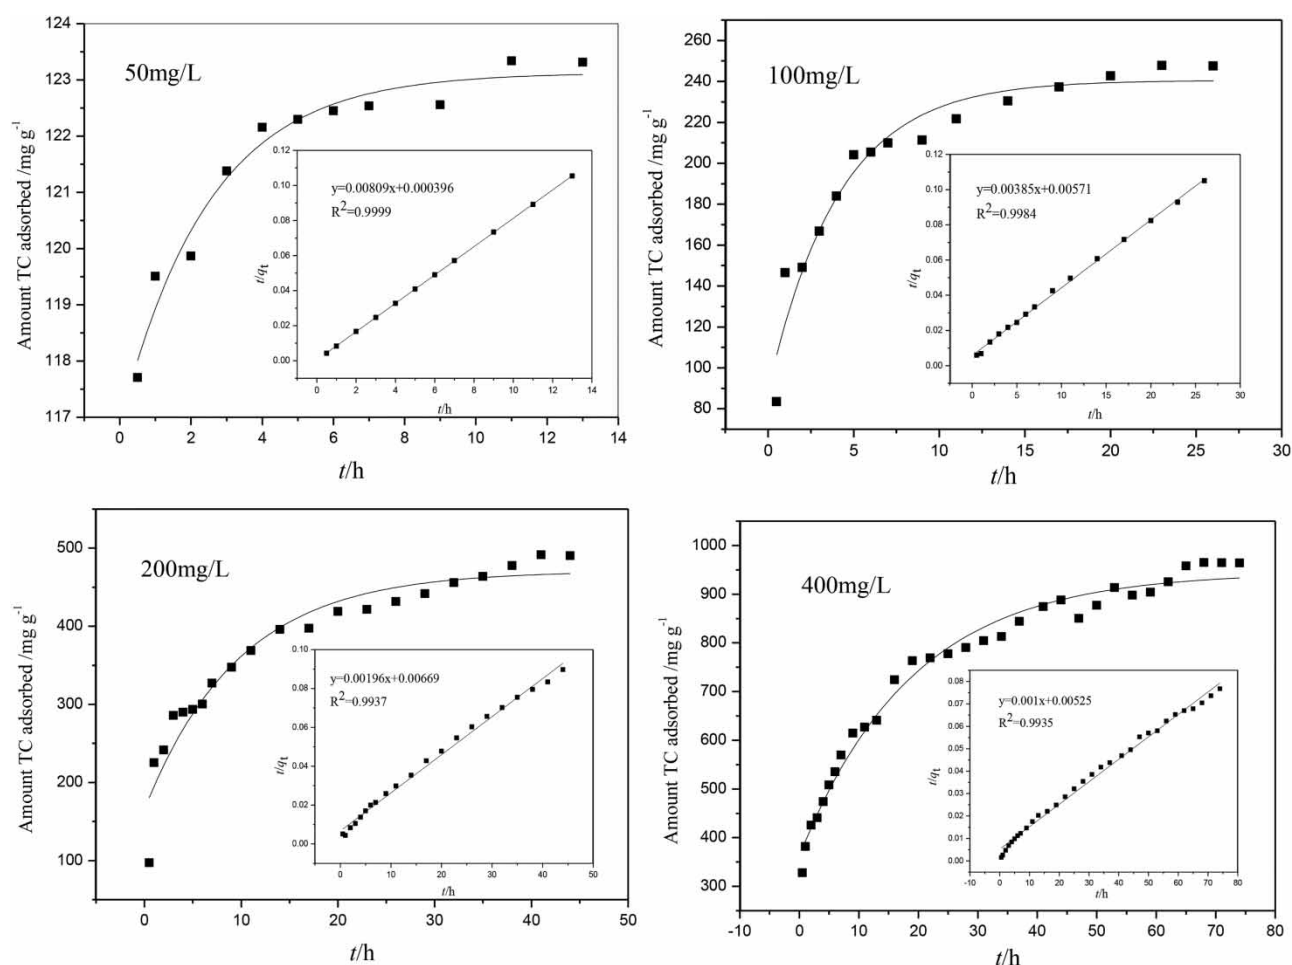 124
123
122
121
120
119
118
117
Amount TC adsorbed /mg g⁻¹
50mg/L
0.12
0.10
0.08
0.06
0.04
0.02
0.00
t/qt
y=0.00809x+0.000396
R²=0.9999
0 2 4 6 8 10 12 14
t/h
0 2 4 6 8 10 12 14
t/h
260
240
220
200
180
160
140
120
100
80
Amount TC adsorbed /mg g⁻¹
100mg/L
0.12
0.10
0.08
0.06
0.04
0.02
0.00
t/qt
y=0.00385x+0.00571
R²=0.9984
0 5 10 15 20 25 30
t/h
0 5 10 15 20 25 30
t/h
500
400
300
200
100
Amount TC adsorbed /mg g⁻¹
200mg/L
0.10
0.08
0.06
0.04
0.02
0.00
t/qt
y=0.00196x+0.00669
R²=0.9937
0 10 20 30 40 50
t/h
0 10 20 30 40 50
t/h
1000
900
800
700
600
500
400
300
Amount TC adsorbed /mg g⁻¹
400mg/L
0.08
0.07
0.06
0.05
0.04
0.03
0.02
0.01
0.00
t/qt
y=0.001x+0.00525
R²=0.9935
-10 0 10 20 30 40 50 60 70 80
t/h
-10 0 10 20 30 40 50 60 70 80
t/h